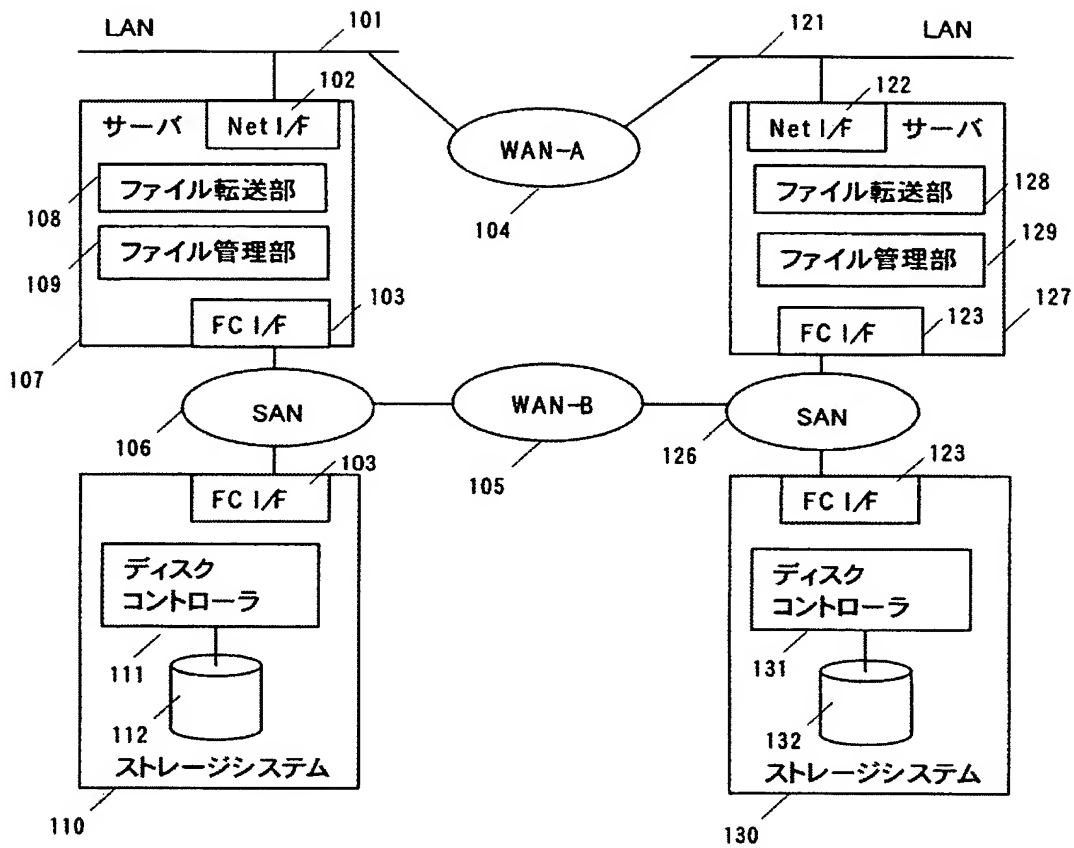 LAN
101
121
LAN
102
サーバ
Net I/F
122
Net I/F
サーバ
WAN-A
104
108
ファイル転送部
ファイル転送部
128
109
ファイル管理部
ファイル管理部
129
103
FC I/F
107
123
FC I/F
127
SAN
106
WAN-B
105
SAN
126
103
FC I/F
123
FC I/F
ディスク
コントローラ
111
112
ストレージシステム
110
ディスク
コントローラ
131
132
ストレージシステム
130